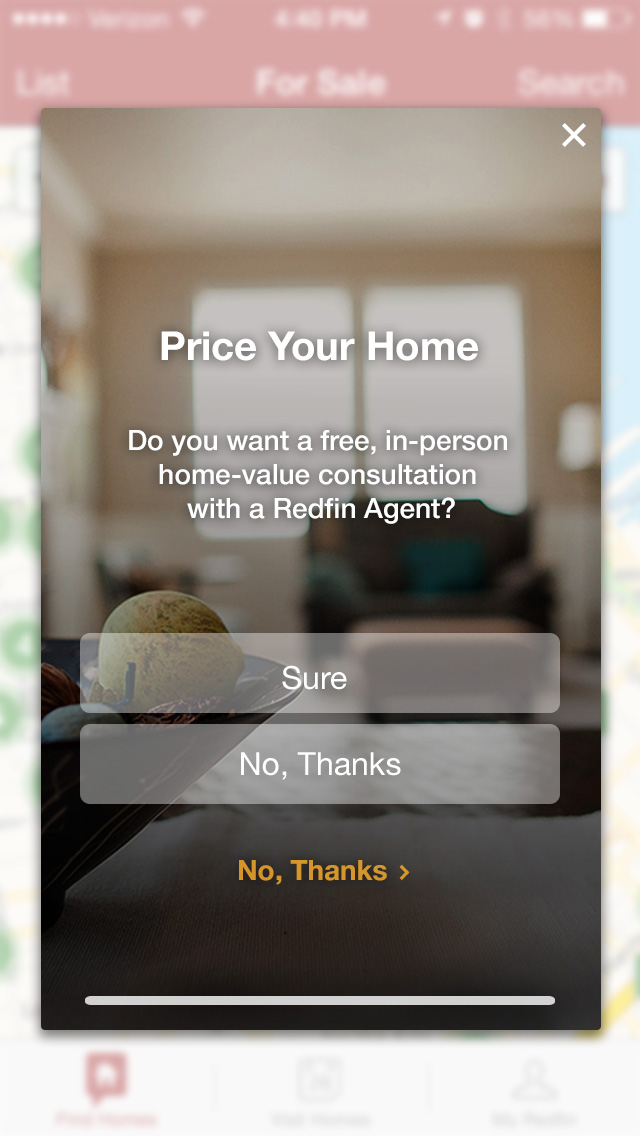 Verizon 4:40 PM 56%
List For Sale Search
Price Your Home
Do you want a free, in-person
home-value consultation
with a Redfin Agent?
Sure
No, Thanks
No, Thanks >
Find Homes Visit Homes My Redfin